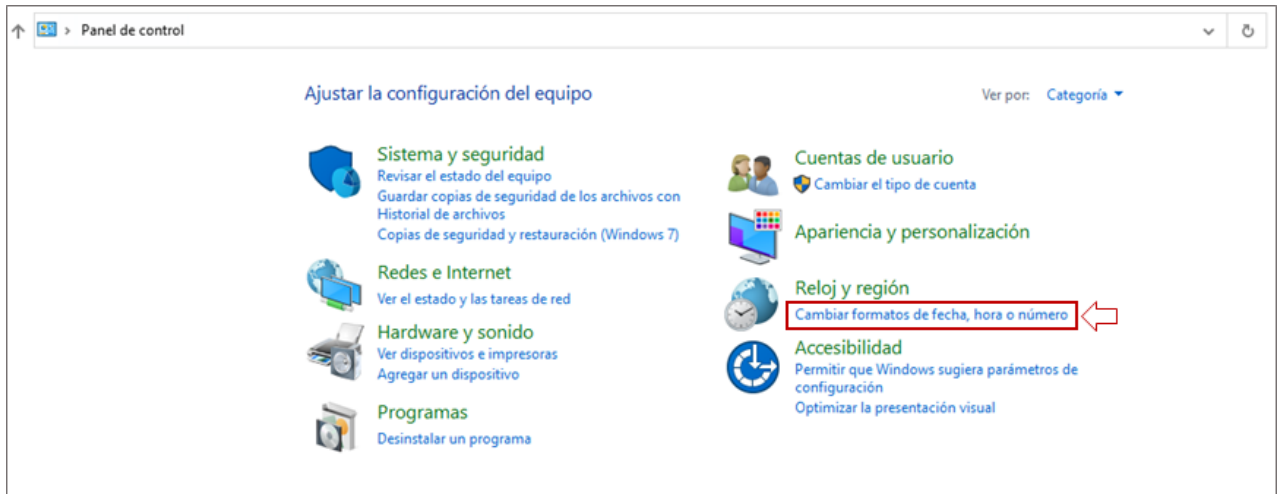 Panel de control
Ajustar la configuración del equipo
Ver por: Categoría
Sistema y seguridad
Revisar el estado del equipo
Guardar copias de seguridad de los archivos con
Historial de archivos
Copias de seguridad y restauración (Windows 7)
Redes e Internet
Ver el estado y las tareas de red
Hardware y sonido
Ver dispositivos e impresoras
Agregar un dispositivo
Programas
Desinstalar un programa
Cuentas de usuario
Cambiar el tipo de cuenta
Apariencia y personalización
Reloj y región
Cambiar formatos de fecha, hora o número
Accesibilidad
Permitir que Windows sugiera parámetros de
configuración
Optimizar la presentación visual